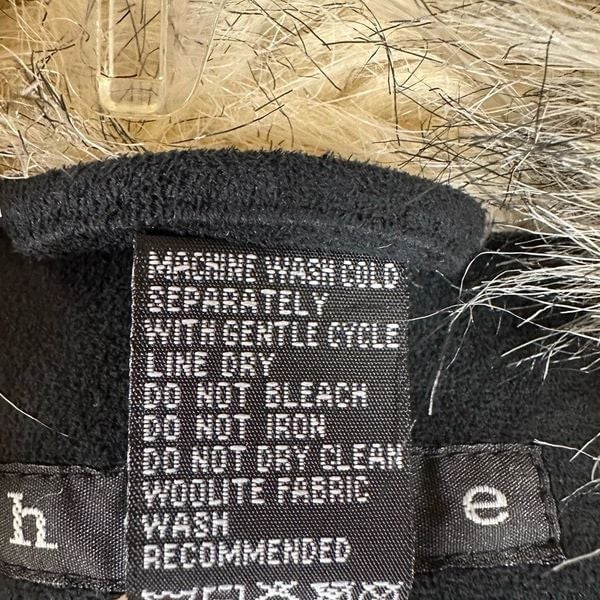 MACHINE WASH COLD
SEPARATELY
WITH GENTLE CYCLE
LINE DRY
DO NOT BLEACH
DO NOT IRON
DO NOT DRY CLEAN
WOOLITE FABRIC
WASH
RECOMMENDED
h e